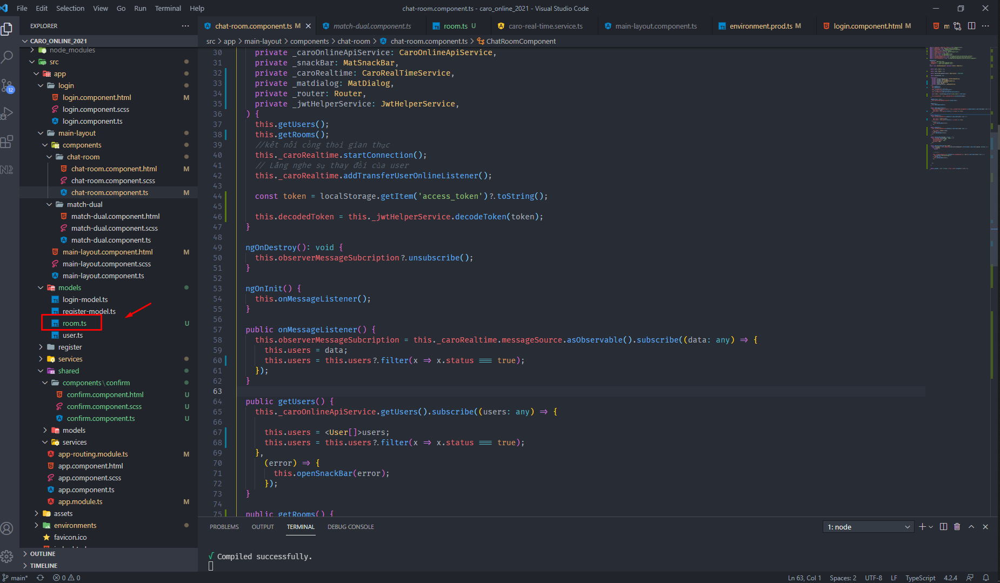 File Edit Selection View Go Run Terminal Help
chat-room.component.ts - caro_online_2021 - Visual Studio Code
EXPLORER
CARO_ONLINE_2021
node_modules
src
app
login
login.component.html M
login.component.scss
login.component.ts
main-layout
components
chat-room
chat-room.component.html M
chat-room.component.scss
chat-room.component.ts M
match-dual
match-dual.component.html
match-dual.component.scss
match-dual.component.ts
main-layout.component.html M
main-layout.component.scss
main-layout.component.ts
models
login-model.ts
register-model.ts
room.ts U
user.ts
register
services
shared
components\confirm
confirm.component.html U
confirm.component.scss U
confirm.component.ts U
models
services
app-routing.module.ts M
app.component.html
app.component.scss
app.component.ts
app.module.ts M
assets
environments
favicon.ico
OUTLINE
TIMELINE
12
chat-room.component.ts M match-dual.component.ts room.ts U caro-real-time.service.ts main-layout.component.ts environment.prod.ts M login.component.html M m
src > app > main-layout > components > chat-room > chat-room.component.ts > ChatRoomComponent
30 private _caroOnlineApiService: CaroOnlineApiService,
31 private _snackBar: MatSnackBar,
32 private _caroRealtime: CaroRealTimeService,
33 private _matdialog: MatDialog,
34 private _router: Router,
35 private _jwtHelperService: JwtHelperService,
36 ) {
37 this.getUsers();
38 this.getRooms();
39 //kết nối cổng thời gian thực
40 this._caroRealtime.startConnection();
41 // Lắng nghe sự thay đổi của user
42 this._caroRealtime.addTransferUserOnlineListener();
43
44 const token = localStorage.getItem('access_token')?.toString();
45
46 this.decodedToken = this._jwtHelperService.decodeToken(token);
47 }
48
49 ngOnDestroy(): void {
50 this.observerMessageSubcription?.unsubscribe();
51 }
52
53 ngOnInit() {
54 this.onMessageListener();
55 }
56
57 public onMessageListener() {
58 this.observerMessageSubcription = this._caroRealtime.messageSource.asObservable().subscribe((data: any) => {
59 this.users = data;
60 this.users = this.users?.filter(x => x.status === true);
61 });
62 }
63
64 public getUsers() {
65 this._caroOnlineApiService.getUsers().subscribe((users: any) => {
66
67 this.users = <User[]>users;
68 this.users = this.users?.filter(x => x.status === true);
69 },
70 (error) => {
71 this.openSnackBar(error);
72 });
73 }
74
75 public getRooms() {
PROBLEMS OUTPUT TERMINAL DEBUG CONSOLE
1: node
√ Compiled successfully.
main* 0 0
Ln 63, Col 1 Spaces: 2 UTF-8 LF TypeScript 4.2.4